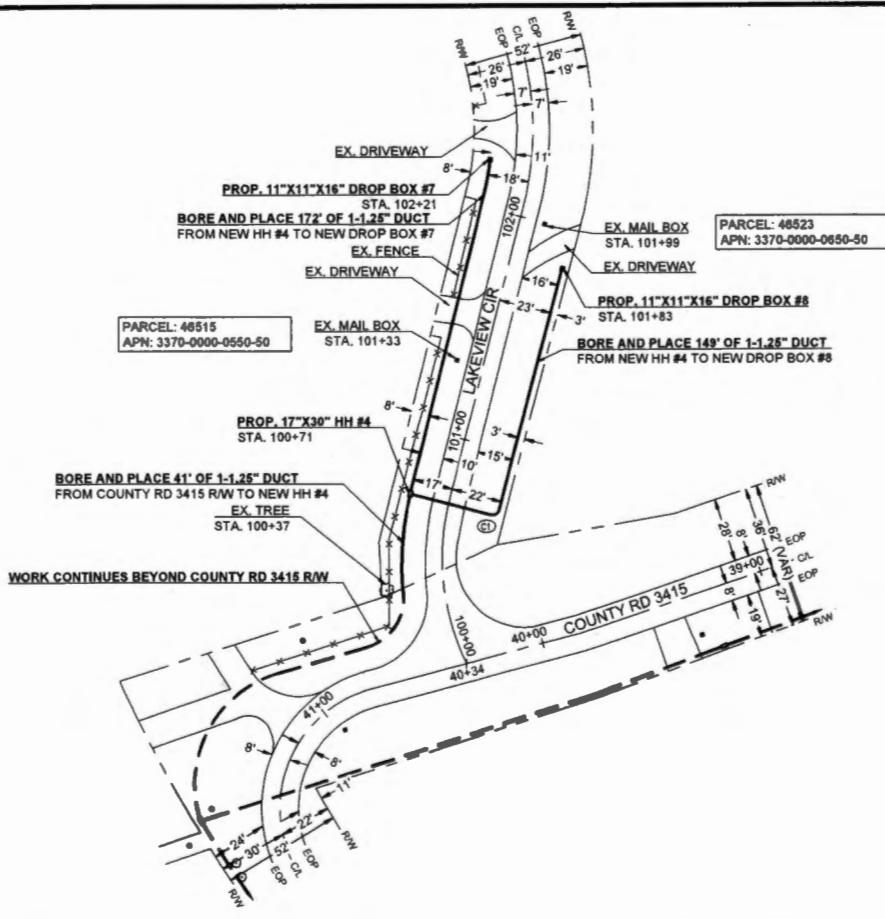 R/W
EOP
C/L
EOP
R/W
52'
26'
26'
19'
19'
7'
7'
EX. DRIVEWAY
11'
8'
18'
PROP. 11"X11"X16" DROP BOX #7
STA. 102+21
BORE AND PLACE 172' OF 1-1.25" DUCT
FROM NEW HH #4 TO NEW DROP BOX #7
102+00
EX. MAIL BOX
STA. 101+99
PARCEL: 46523
APN: 3370-0000-0650-50
EX. FENCE
EX. DRIVEWAY
EX. DRIVEWAY
16'
23'
PROP. 11"X11"X16" DROP BOX #8
STA. 101+83
3'
LAKEVIEW CIR
PARCEL: 46515
APN: 3370-0000-0550-50
EX. MAIL BOX
STA. 101+33
BORE AND PLACE 149' OF 1-1.25" DUCT
FROM NEW HH #4 TO NEW DROP BOX #8
8'
PROP. 17"X30" HH #4
STA. 100+71
101+00
3'
15'
10'
17'
22'
C1
BORE AND PLACE 41' OF 1-1.25" DUCT
FROM COUNTY RD 3415 R/W TO NEW HH #4
EX. TREE
STA. 100+37
WORK CONTINUES BEYOND COUNTY RD 3415 R/W
R/W
28'
8'
36'
62' (VAR)
EOP
C/L
EOP
39+00
8'
19'
27'
R/W
COUNTY RD 3415
40+00
100+00
40+34
41+00
8'
8'
11'
24'
30'
52'
22'
R/W
EOP
C/L
EOP
R/W